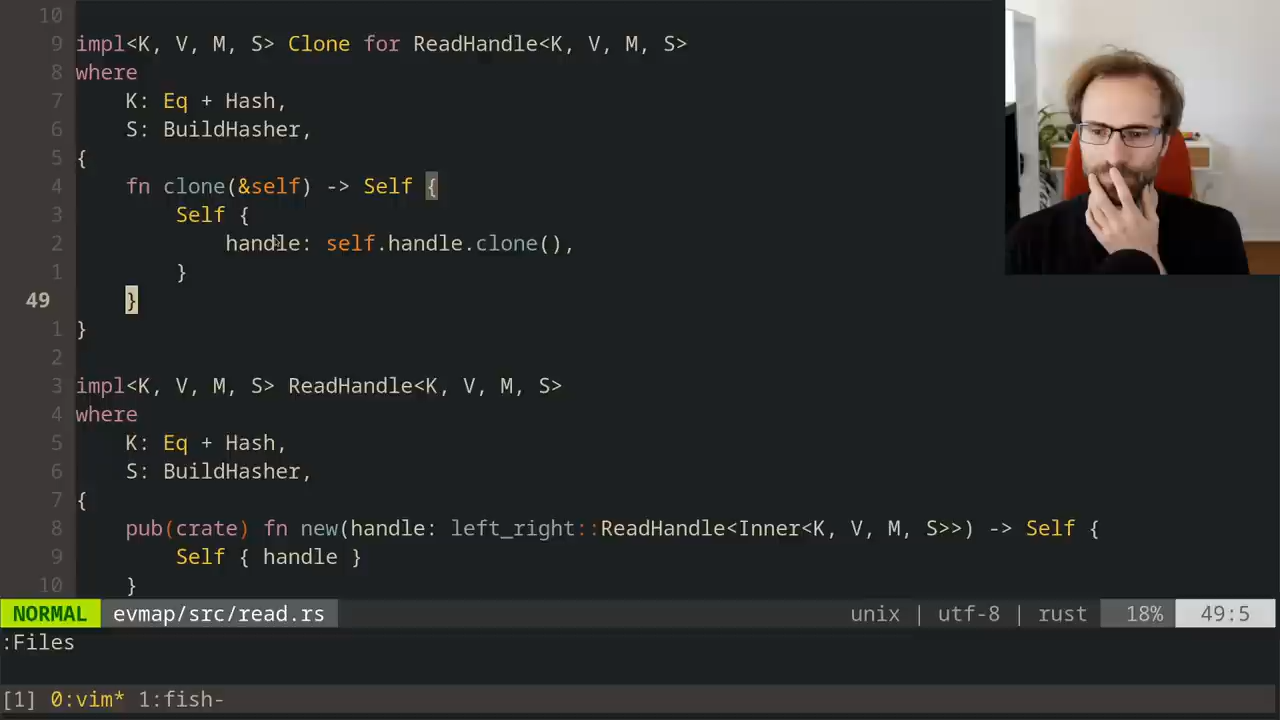 10
9 impl<K, V, M, S> Clone for ReadHandle<K, V, M, S>
8 where
7     K: Eq + Hash,
6     S: BuildHasher,
5 {
4     fn clone(&self) -> Self {
3         Self {
2             handle: self.handle.clone(),
1         }
49     }
1 }
2
3 impl<K, V, M, S> ReadHandle<K, V, M, S>
4 where
5     K: Eq + Hash,
6     S: BuildHasher,
7 {
8     pub(crate) fn new(handle: left_right::ReadHandle<Inner<K, V, M, S>>) -> Self {
9         Self { handle }
10     }
NORMAL evmap/src/read.rs unix | utf-8 | rust 18% 49:5
:Files
[1] 0:vim* 1:fish-